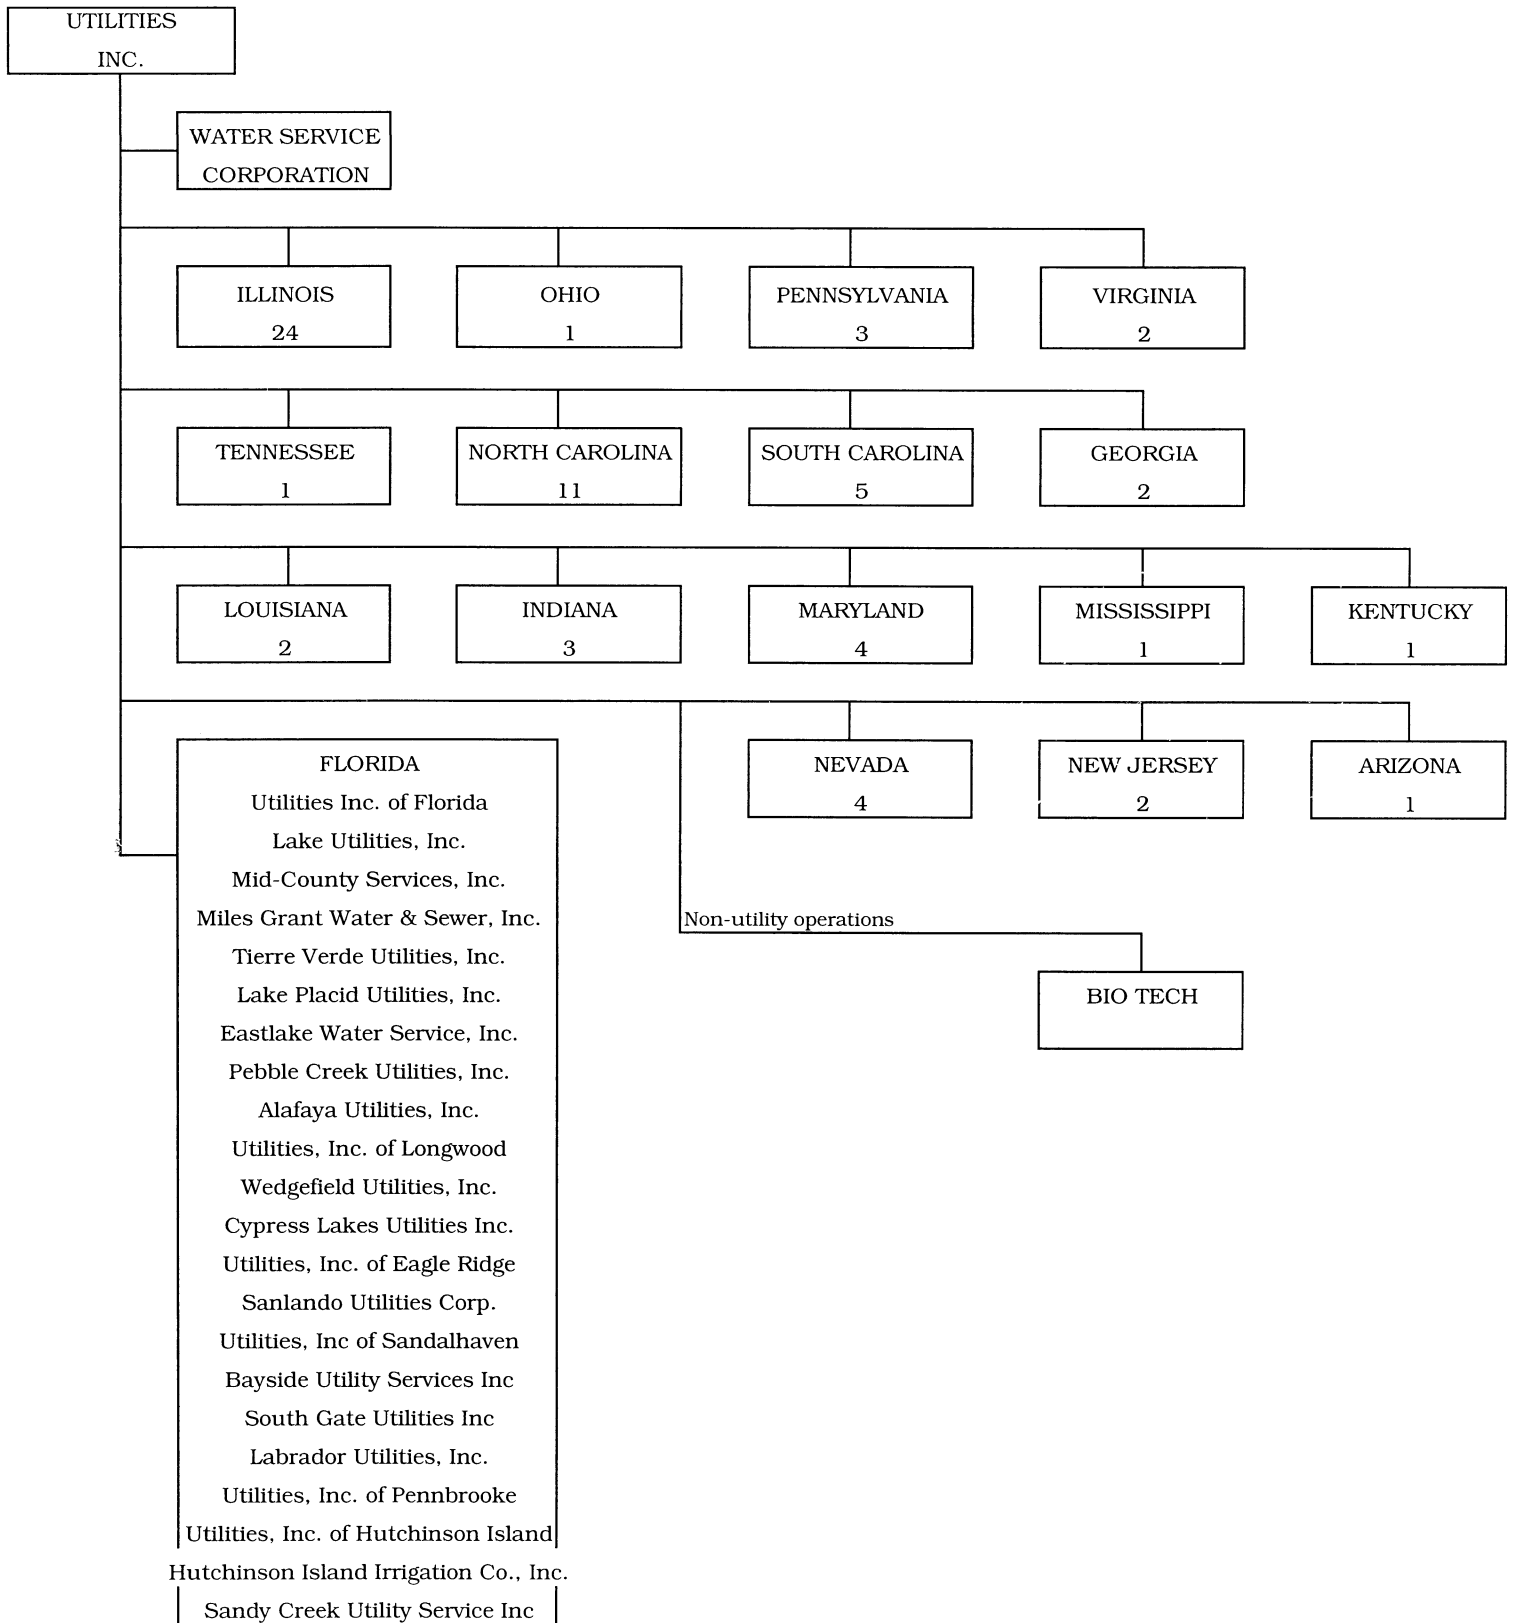 UTILITIES
INC.
WATER SERVICE
CORPORATION
ILLINOIS
24
OHIO
1
PENNSYLVANIA
3
VIRGINIA
2
TENNESSEE
1
NORTH CAROLINA
11
SOUTH CAROLINA
5
GEORGIA
2
LOUISIANA
2
INDIANA
3
MARYLAND
4
MISSISSIPPI
1
KENTUCKY
1
FLORIDA
Utilities Inc. of Florida
Lake Utilities, Inc.
Mid-County Services, Inc.
Miles Grant Water & Sewer, Inc.
Tierre Verde Utilities, Inc.
Lake Placid Utilities, Inc.
Eastlake Water Service, Inc.
Pebble Creek Utilities, Inc.
Alafaya Utilities, Inc.
Utilities, Inc. of Longwood
Wedgefield Utilities, Inc.
Cypress Lakes Utilities Inc.
Utilities, Inc. of Eagle Ridge
Sanlando Utilities Corp.
Utilities, Inc of Sandalhaven
Bayside Utility Services Inc
South Gate Utilities Inc
Labrador Utilities, Inc.
Utilities, Inc. of Pennbrooke
Utilities, Inc. of Hutchinson Island
Hutchinson Island Irrigation Co., Inc.
Sandy Creek Utility Service Inc
NEVADA
4
NEW JERSEY
2
ARIZONA
1
Non-utility operations
BIO TECH